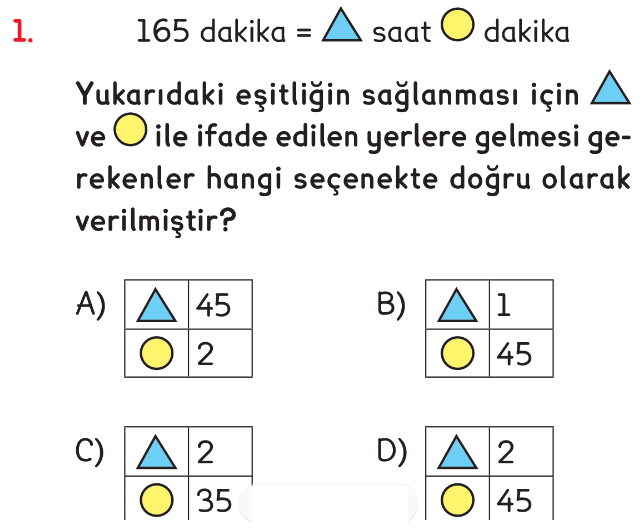 1. 165 dakika = saat dakika
Yukarıdaki eşitliğin sağlanması için
ve ile ifade edilen yerlere gelmesi ge-
rekenler hangi seçenekte doğru olarak
verilmiştir?
A) 45
2
B) 1
45
C) 2
35
D) 2
45